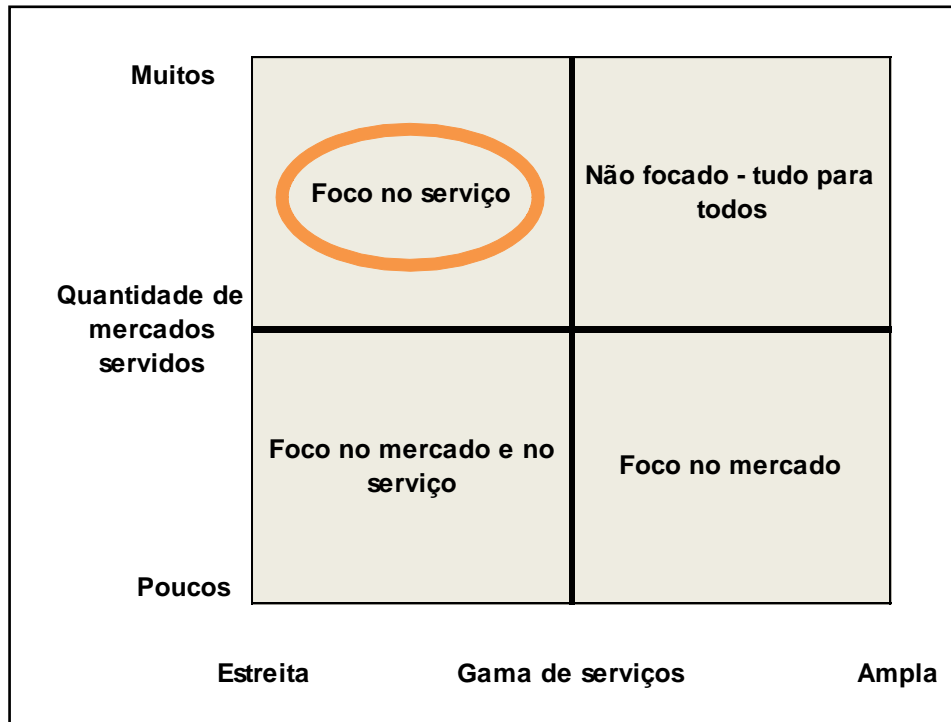 Muitos
Foco no serviço
Não focado - tudo para
todos
Quantidade de
mercados
servidos
Foco no mercado e no
serviço
Foco no mercado
Poucos
Estreita
Gama de serviços
Ampla